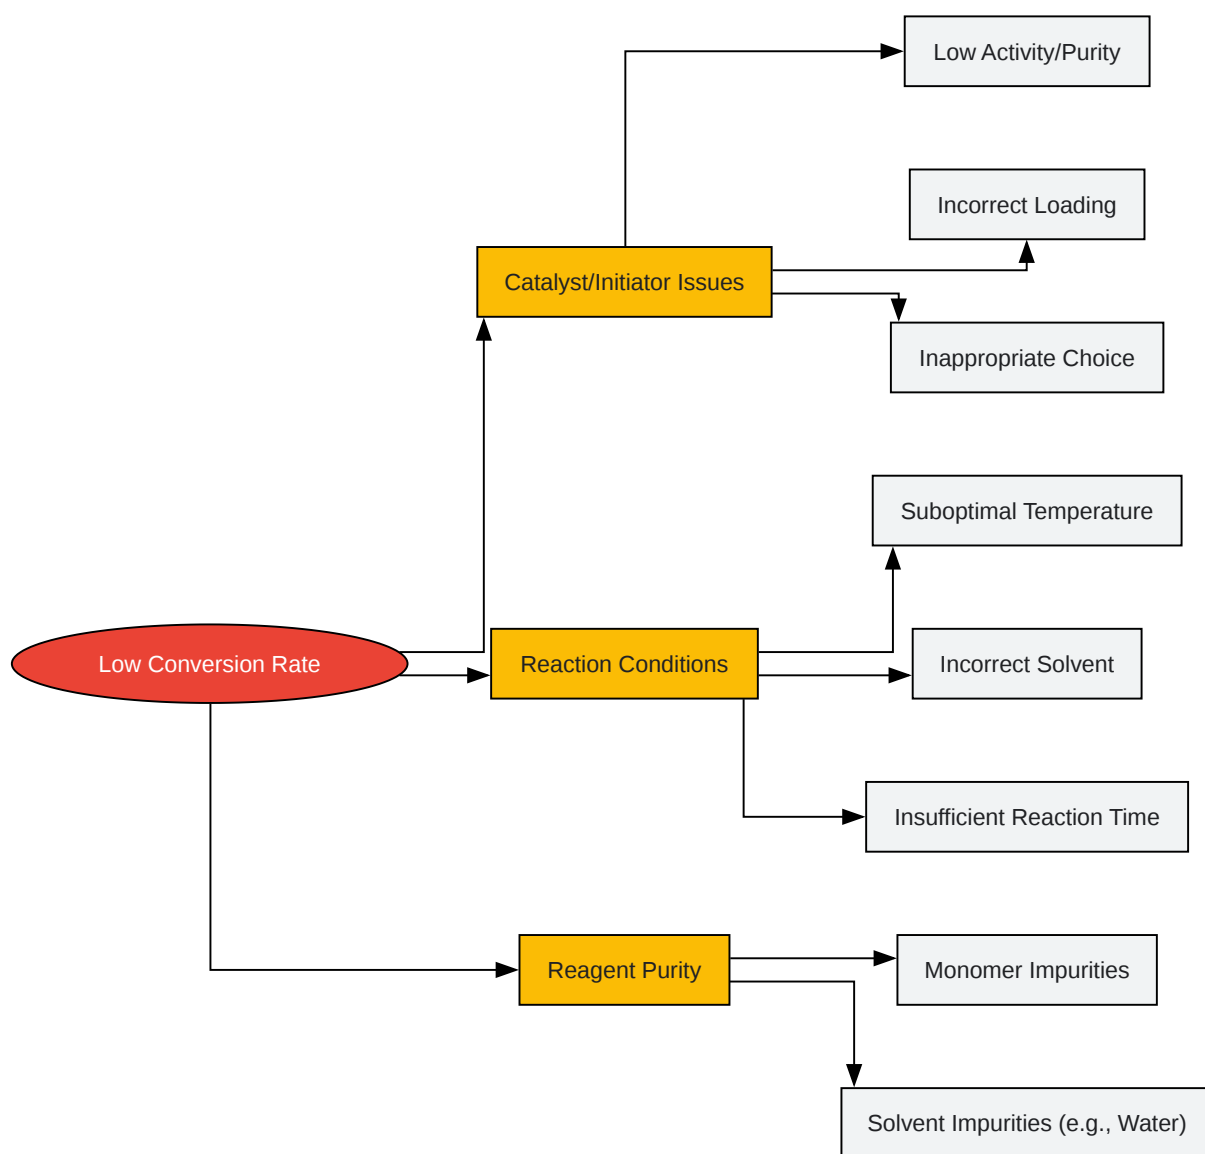 Low Activity/Purity
Incorrect Loading
Catalyst/Initiator Issues
Inappropriate Choice
Suboptimal Temperature
Low Conversion Rate
Reaction Conditions
Incorrect Solvent
Insufficient Reaction Time
Reagent Purity
Monomer Impurities
Solvent Impurities (e.g., Water)